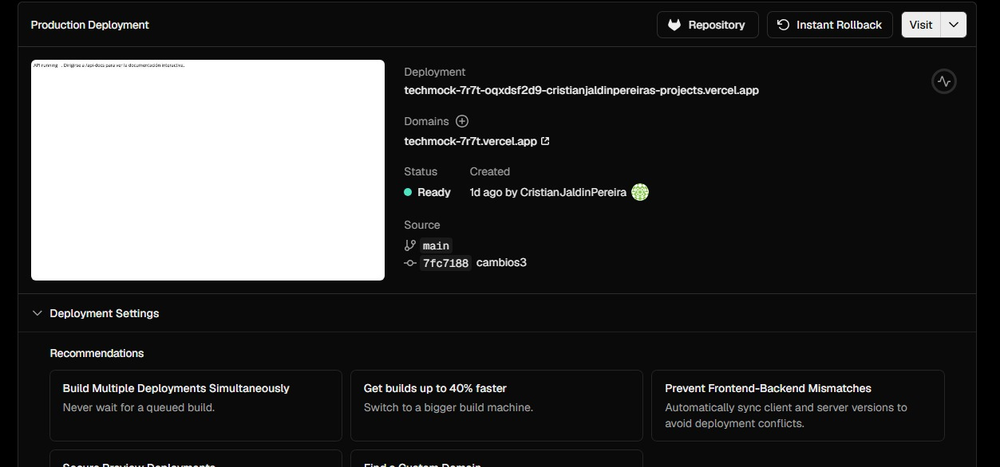 Production Deployment
Repository
Instant Rollback
Visit
API running . Dirigirse a /api-docs para ver la documentación interactiva.
Deployment
techmock-7r7t-oqxdsf2d9-cristianjaldinpereiras-projects.vercel.app
Domains
techmock-7r7t.vercel.app
Status Created
Ready 1d ago by CristianJaldinPereira
Source
main
7fc7188 cambios3
Deployment Settings
Recommendations
Build Multiple Deployments Simultaneously
Never wait for a queued build.
Get builds up to 40% faster
Switch to a bigger build machine.
Prevent Frontend-Backend Mismatches
Automatically sync client and server versions to
avoid deployment conflicts.
Secure Preview Deployments
Find a Custom Domain